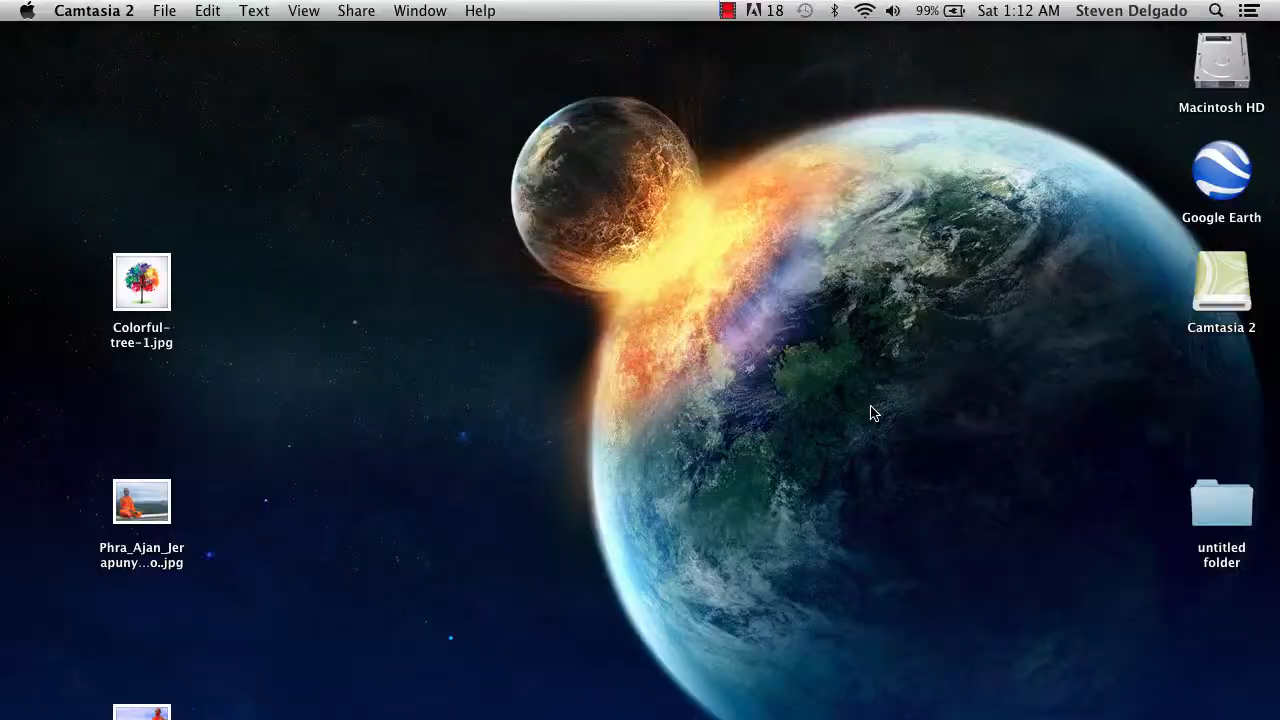 Camtasia 2 File Edit Text View Share Window Help 18 99% Sat 1:12 AM Steven Delgado
Macintosh HD
Google Earth
Camtasia 2
Colorful-
tree-1.jpg
Phra_Ajan_Jer
apuny...o..jpg
untitled
folder